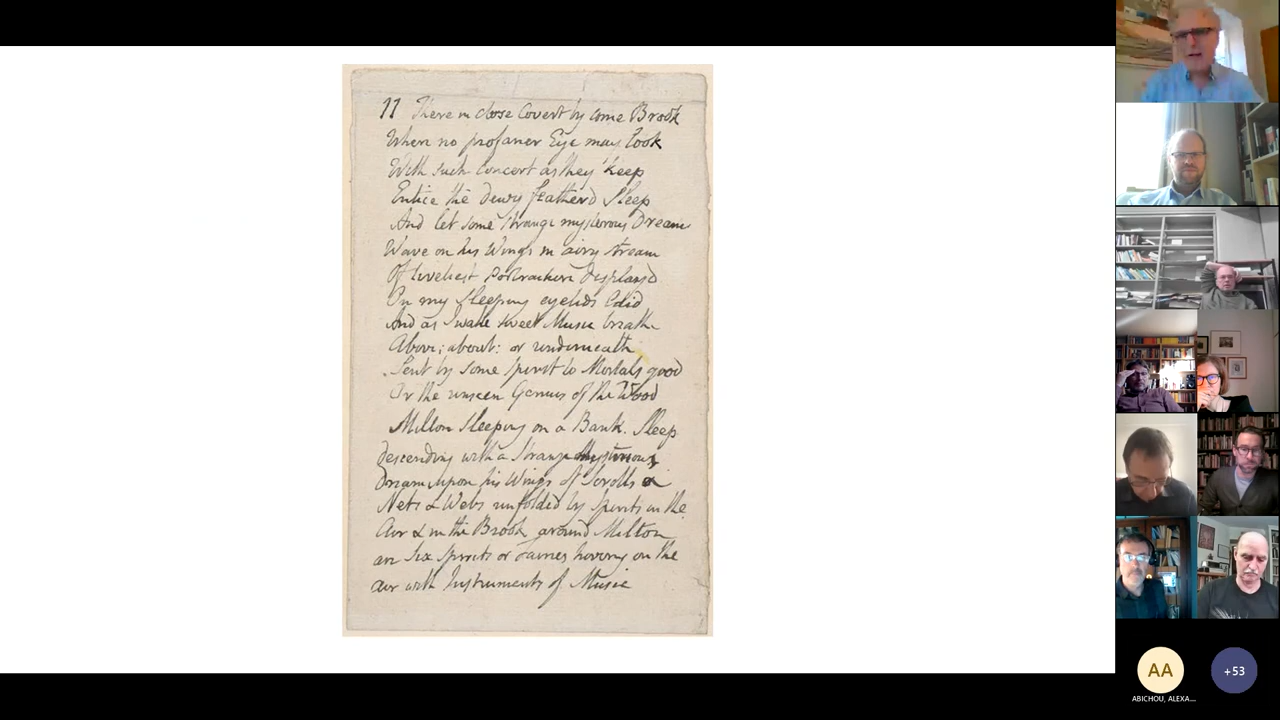 11 There in close Covert by some Brook
Where no profaner Eye may look
With such Concert as they keep
Entice the dewy featherd Sleep
And let some strange mysterious Dream
Wave on his Wings in airy stream
Of liveliest Portraiture displayd
On my sleeping eyelids laid
And as I wake sweet Music breathe
Above; about: or underneath
Sent by some spirit to Mortals good
Or the unseen Genius of the Wood
Milton Sleeping on a Bank. Sleep
descending with a Strange Mysterious
dream upon his Wings of Scrolls &
Nets & Webs unfolded by Spirits in the
Air & in the Brook around Milton
are Six Spirits or Fairies hovering on the
air with Instruments of Music
AA
+53
ABICHOU, ALEXA...